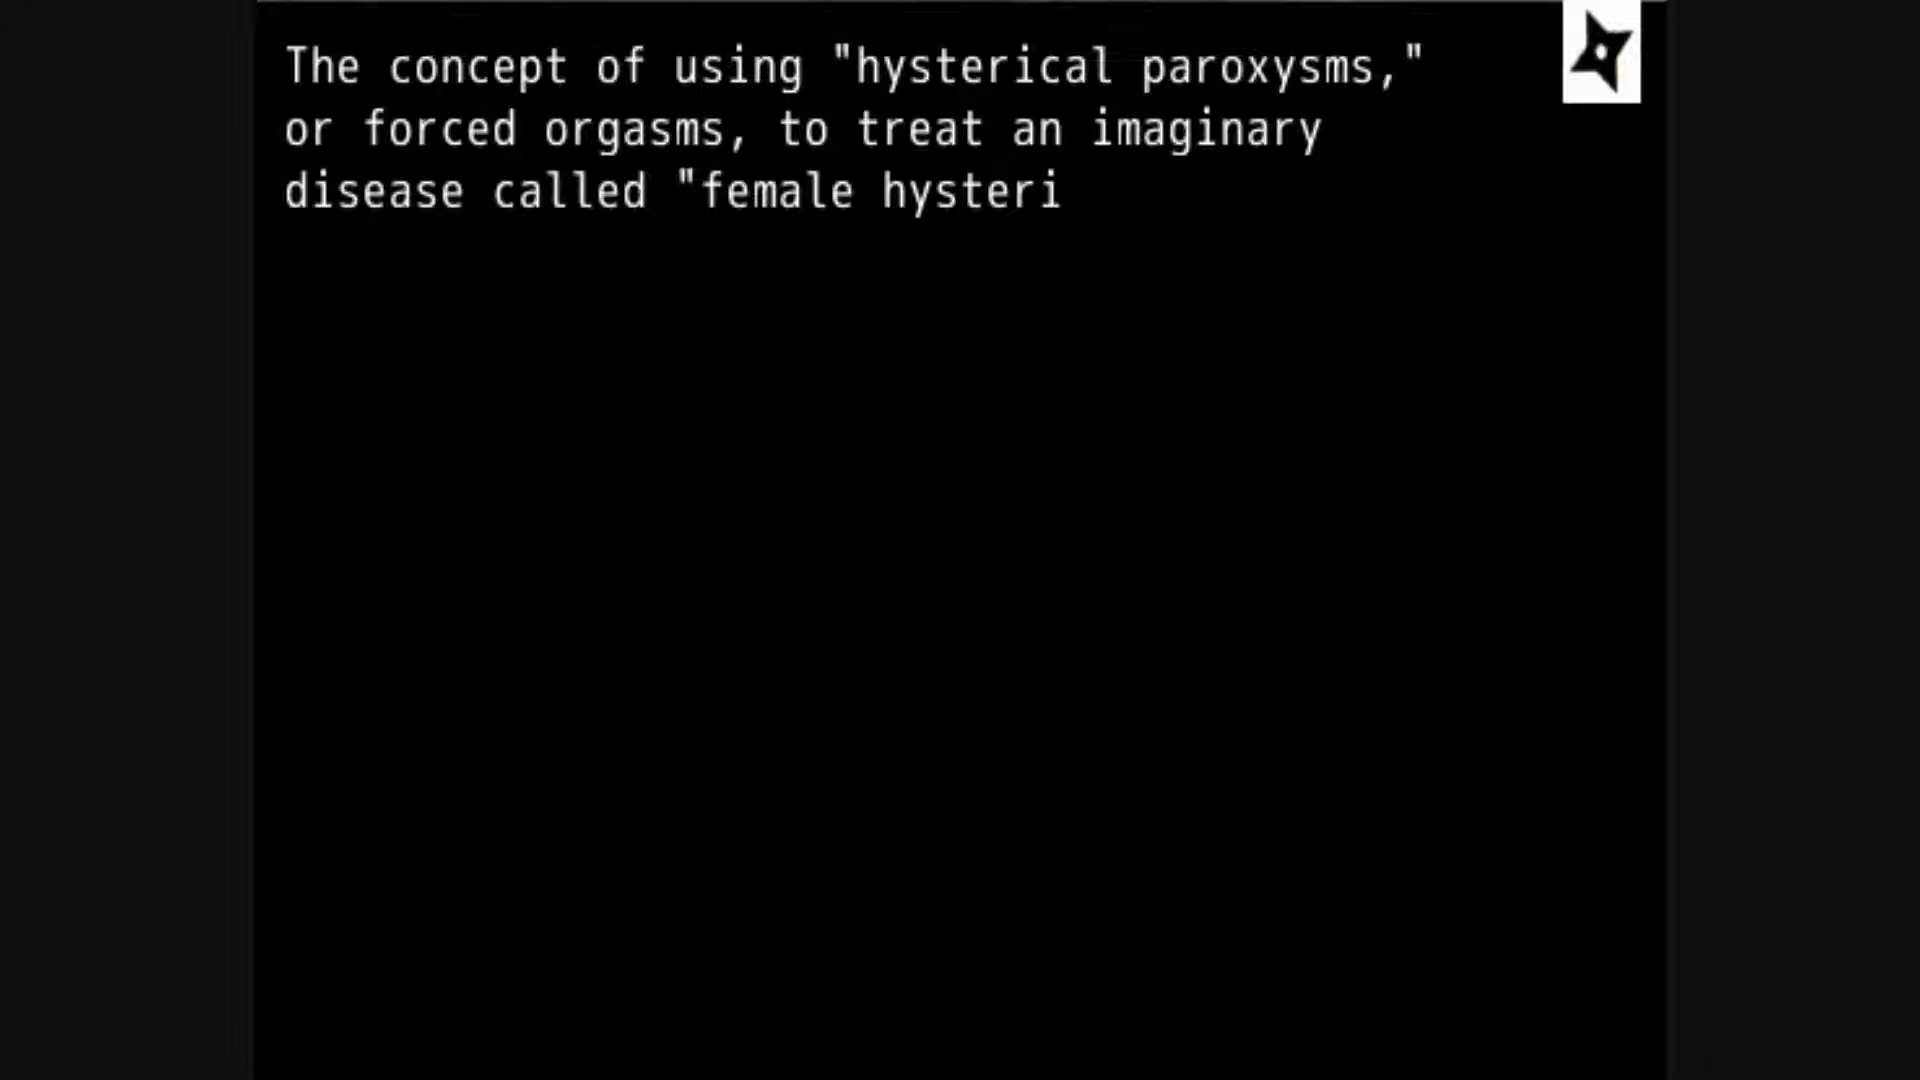 The concept of using "hysterical paroxysms,"
or forced orgasms, to treat an imaginary
disease called "female hysteri